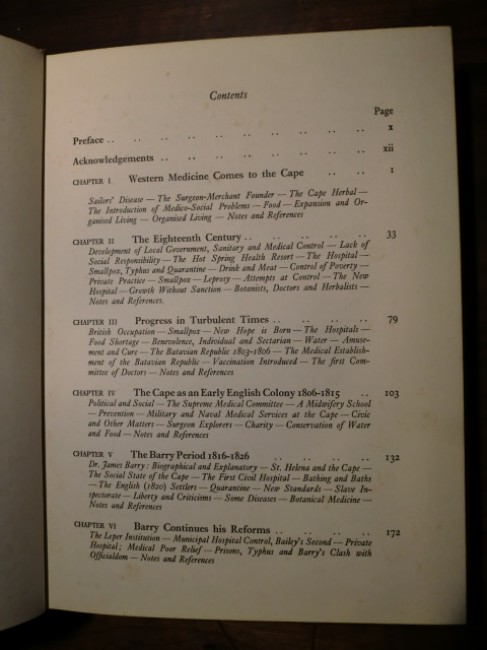 Contents
Page
Preface .. .. .. .. .. .. .. .. .. .. x
Acknowledgements .. .. .. .. .. .. .. .. xii
CHAPTER I Western Medicine Comes to the Cape .. .. 1
Sailors' Disease — The Surgeon-Merchant Founder — The Cape Herbal —
The Introduction of Medico-Social Problems — Food — Expansion and Or-
ganised Living — Organised Living — Notes and References
CHAPTER II The Eighteenth Century .. .. .. .. .. 33
Development of Local Government, Sanitary and Medical Control — Lack of
Social Responsibility — The Hot Spring Health Resort — The Hospital —
Smallpox, Typhus and Quarantine — Drink and Meat — Control of Poverty —
Private Practice — Smallpox — Leprosy — Attempts at Control — The New
Hospital — Growth Without Sanction — Botanists, Doctors and Herbalists —
Notes and References.
CHAPTER III Progress in Turbulent Times .. .. .. .. 79
British Occupation — Smallpox — New Hope is Born — The Hospitals —
Food Shortage — Benevolence, Individual and Sectarian — Water — Amuse-
ment and Cure — The Batavian Republic 1803-1806 — The Medical Establish-
ment of the Batavian Republic — Vaccination Introduced — The first Com-
mittee of Doctors — Notes and References
CHAPTER IV The Cape as an Early English Colony 1806-1815 .. 103
Political and Social — The Supreme Medical Committee — A Midwifery School
— Prevention — Military and Naval Medical Services at the Cape — Civic
and Other Matters — Surgeon Explorers — Charity — Conservation of Water
and Food — Notes and References
CHAPTER V The Barry Period 1816-1826 .. .. .. .. 132
Dr. James Barry: Biographical and Explanatory — St. Helena and the Cape —
The Social State of the Cape — The First Civil Hospital — Bathing and Baths
— The English (1820) Settlers — Quarantine — New Standards — Slave In-
spectorate — Liberty and Criticisms — Some Diseases — Botanical Medicine —
Notes and References
CHAPTER VI Barry Continues his Reforms .. .. .. .. 172
The Leper Institution — Municipal Hospital Control, Bailey's Second — Private
Hospital; Medical Poor Relief — Prisons, Typhus and Barry's Clash with
Officialdom — Notes and References